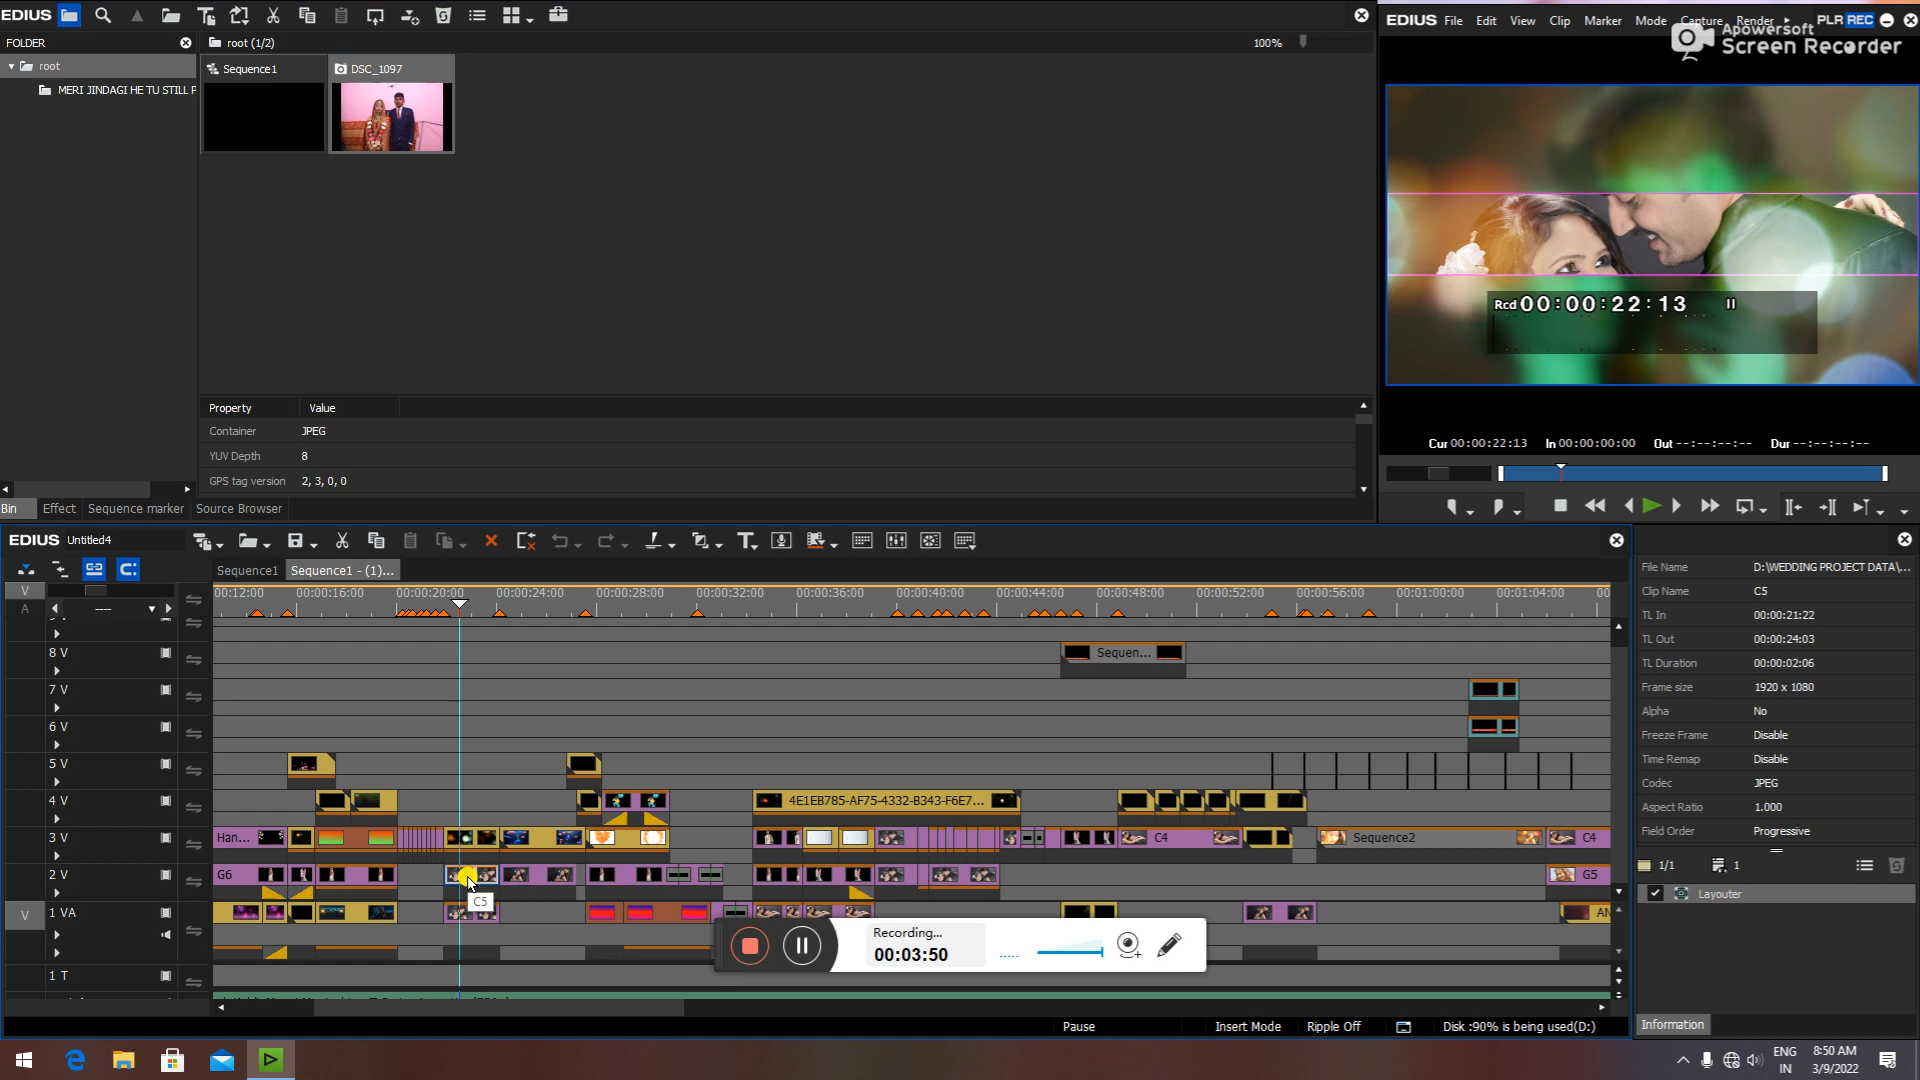 EDIUS
FOLDER
root
MERI JINDAGI HE TU STILL P
root (1/2)
100%
Sequence1
DSC_1097
Property Value
Container JPEG
YUV Depth 8
GPS tag version 2, 3, 0, 0
Bin Effect Sequence marker Source Browser
EDIUS File Edit View Clip Marker Mode Capture Render PLR REC
Apowersoft
Screen Recorder
Rcd 00:00:22:13
Cur 00:00:22:13 In 00:00:00:00 Out --:--:--:-- Dur --:--:--:--
EDIUS Untitled4
Sequence1 Sequence1 - (1)...
V
A ----
00:12:00 00:00:16:00 00:00:20:00 00:00:24:00 00:00:28:00 00:00:32:00 00:00:36:00 00:00:40:00 00:00:44:00 00:00:48:00 00:00:52:00 00:00:56:00 00:01:00:00 00:01:04:00 00
8 V
Sequen...
7 V
6 V
5 V
4 V
4E1EB785-AF75-4332-B343-F6E7...
3 V
Han... C4 Sequence2 C4
2 V
G6 G5
C5
V 1 VA
AN
1 T
Recording...
00:03:50
Pause Insert Mode Ripple Off Disk :90% is being used(D:)
File Name D:\WEDDING PROJECT DATA\,...
Clip Name C5
TL In 00:00:21:22
TL Out 00:00:24:03
TL Duration 00:00:02:06
Frame size 1920 x 1080
Alpha No
Freeze Frame Disable
Time Remap Disable
Codec JPEG
Aspect Ratio 1.000
Field Order Progressive
1/1 1
Layouter
Information
ENG
IN
8:50 AM
3/9/2022